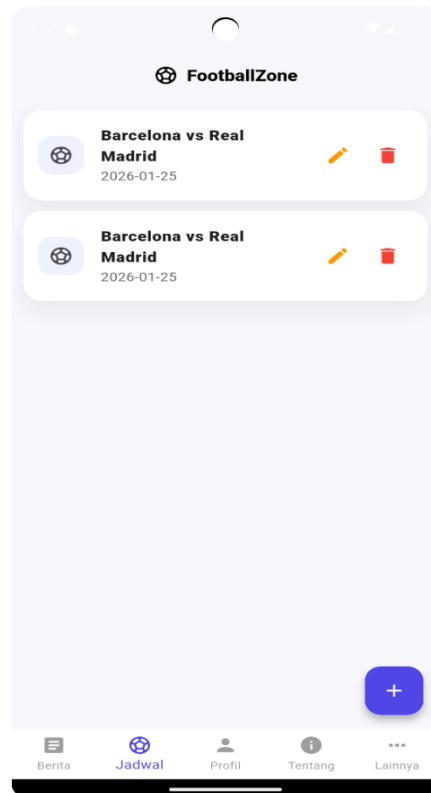 FootballZone
Barcelona vs Real
Madrid
2026-01-25
Barcelona vs Real
Madrid
2026-01-25
+
Berita
Jadwal
Profil
Tentang
Lainnya